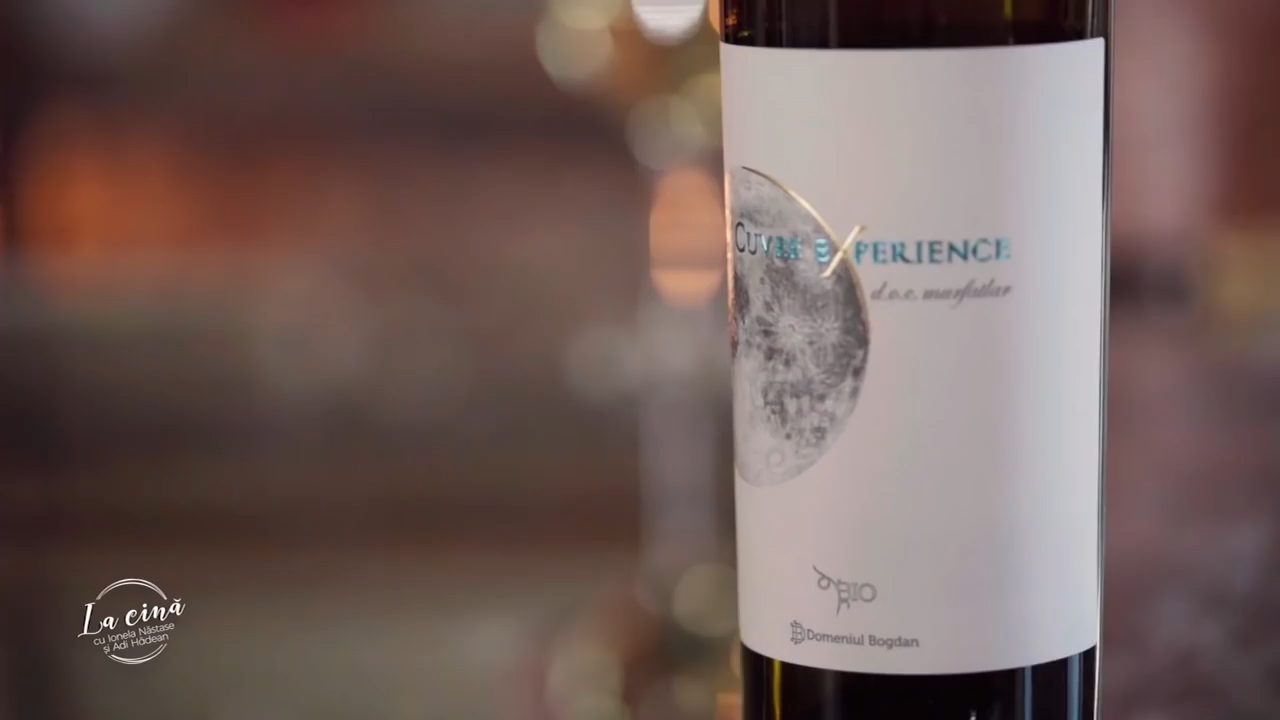 CUVEE EXPERIENCE
d.o.c. murfatlar
BIO
Domeniul Bogdan
La cină
cu Ionela Năstase
și Adi Hădean